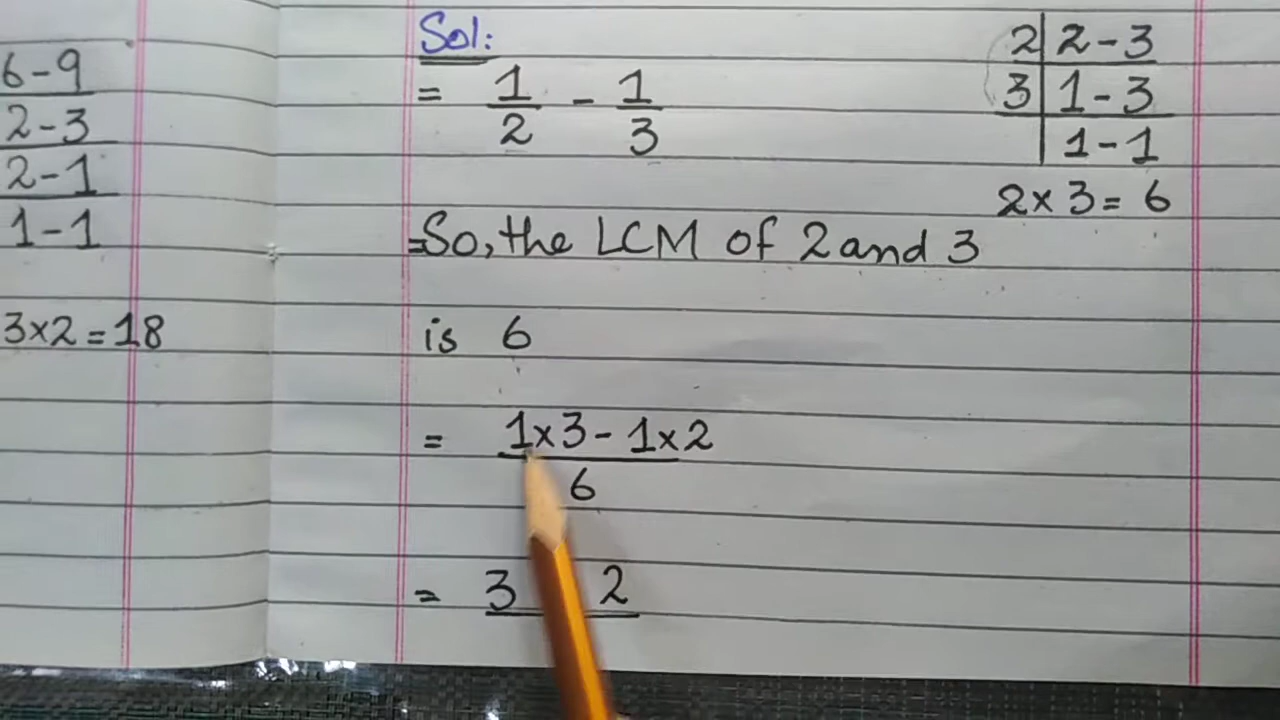 6-9
2-3
2-1
1-1
3×2=18
Sol:
= 1/2 - 1/3
=So, the LCM of 2 and 3
is 6
= 1×3-1×2
6
= 3 2
2 | 2-3
3 | 1-3
1-1
2×3=6